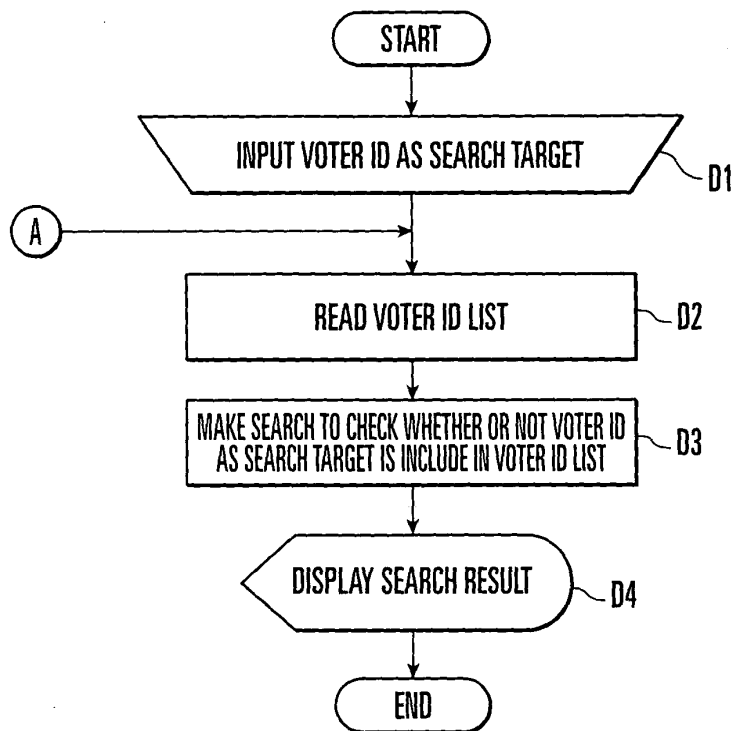 START
INPUT VOTER ID AS SEARCH TARGET
D1
A
READ VOTER ID LIST
D2
MAKE SEARCH TO CHECK WHETHER OR NOT VOTER ID
AS SEARCH TARGET IS INCLUDE IN VOTER ID LIST
D3
DISPLAY SEARCH RESULT
D4
END